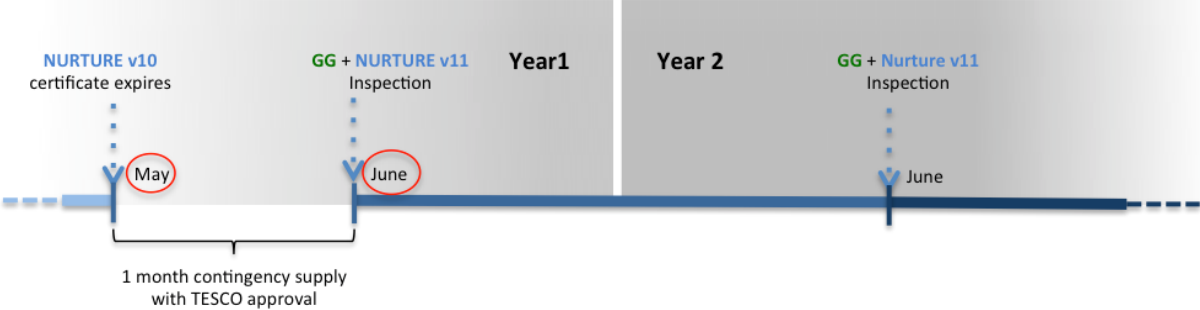 NURTURE v10
certificate expires
GG + NURTURE v11
Inspection
Year1
Year 2
GG + Nurture v11
Inspection
May
June
June
1 month contingency supply
with TESCO approval